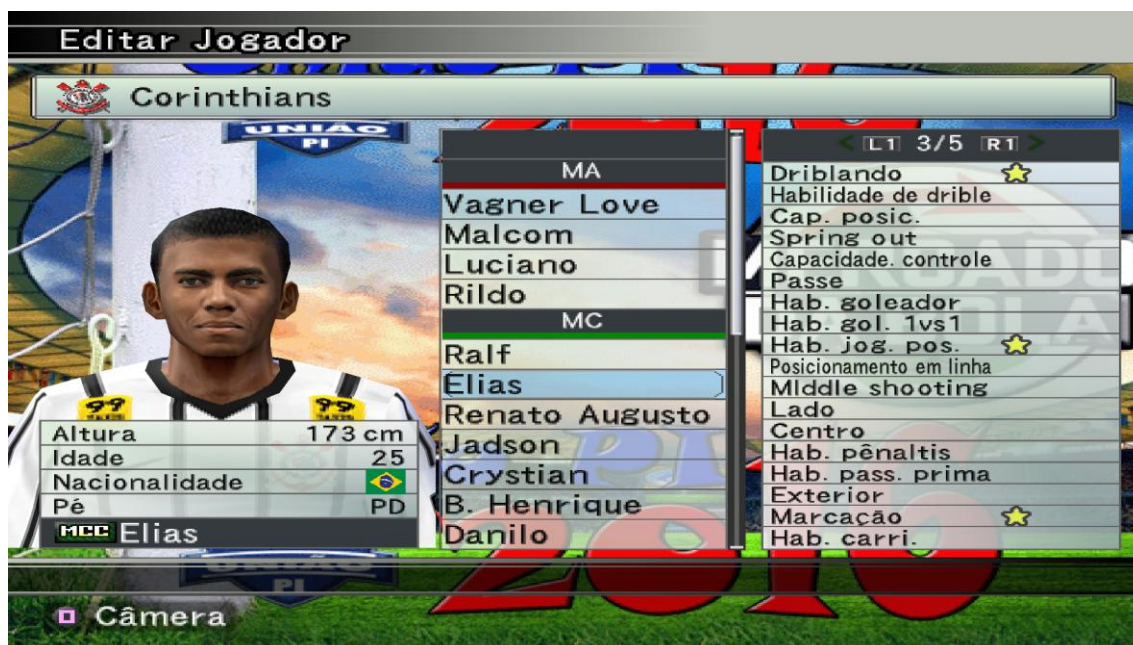 Editar Jogador
Corinthians
UNIÃO
PI
99
99
Altura 173 cm
Idade 25
Nacionalidade
Pé PD
MCC Elias
MA
Vagner Love
Malcom
Luciano
Rildo
MC
Ralf
Elias
Renato Augusto
Jadson
Crystian
B. Henrique
Danilo
< L1 3/5 R1 >
Driblando
Habilidade de drible
Cap. posic.
Spring out
Capacidade. controle
Passe
Hab. goleador
Hab. gol. 1vs1
Hab. jog. pos.
Posicionamento em linha
MIddle shooting
Lado
Centro
Hab. pênaltis
Hab. pass. prima
Exterior
Marcação
Hab. carri.
PI
Câmera